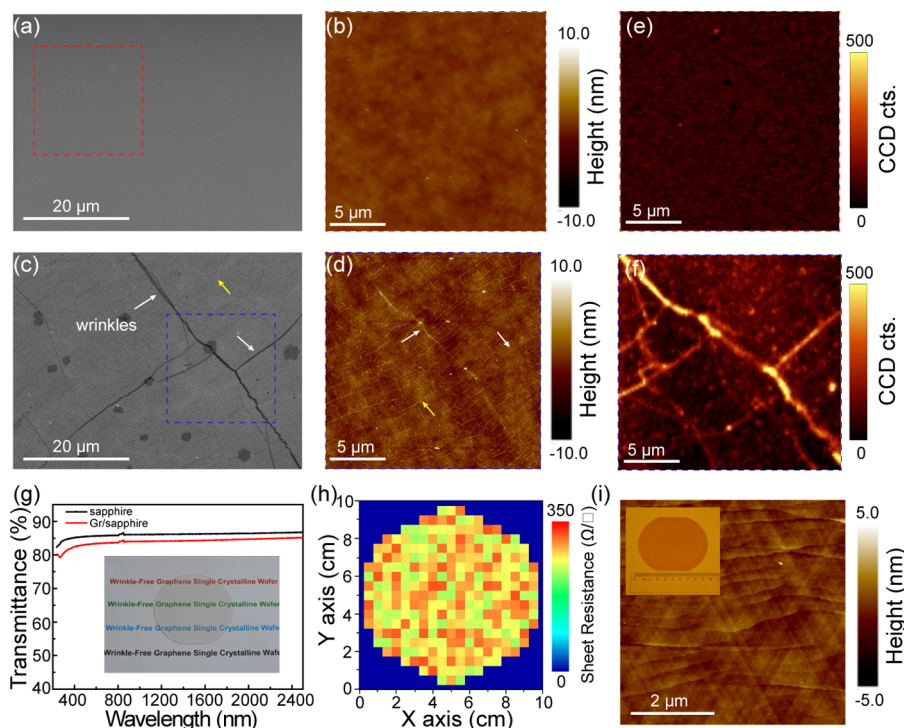 (a)
20 μm
(b)
5 μm
10.0
Height (nm)
-10.0
(e)
5 μm
500
CCD cts.
0
(c)
wrinkles
20 μm
(d)
5 μm
10.0
Height (nm)
-10.0
(f)
5 μm
500
CCD cts.
0
(g)
Transmittance (%)
90
80
70
60
50
40
sapphire
Gr/sapphire
Wrinkle-Free Graphene Single Crystalline Wafer
Wrinkle-Free Graphene Single Crystalline Wafer
Wrinkle-Free Graphene Single Crystalline Wafe
Wrinkle-Free Graphene Single Crystalline Wafe
400 800 1200 1600 2000 2400
Wavelength (nm)
(h)
Y axis (cm)
10
8
6
4
2
0
0 2 4 6 8 10
X axis (cm)
350
Sheet Resistance (Ω/□)
0
(i)
2 μm
5.0
Height (nm)
-5.0